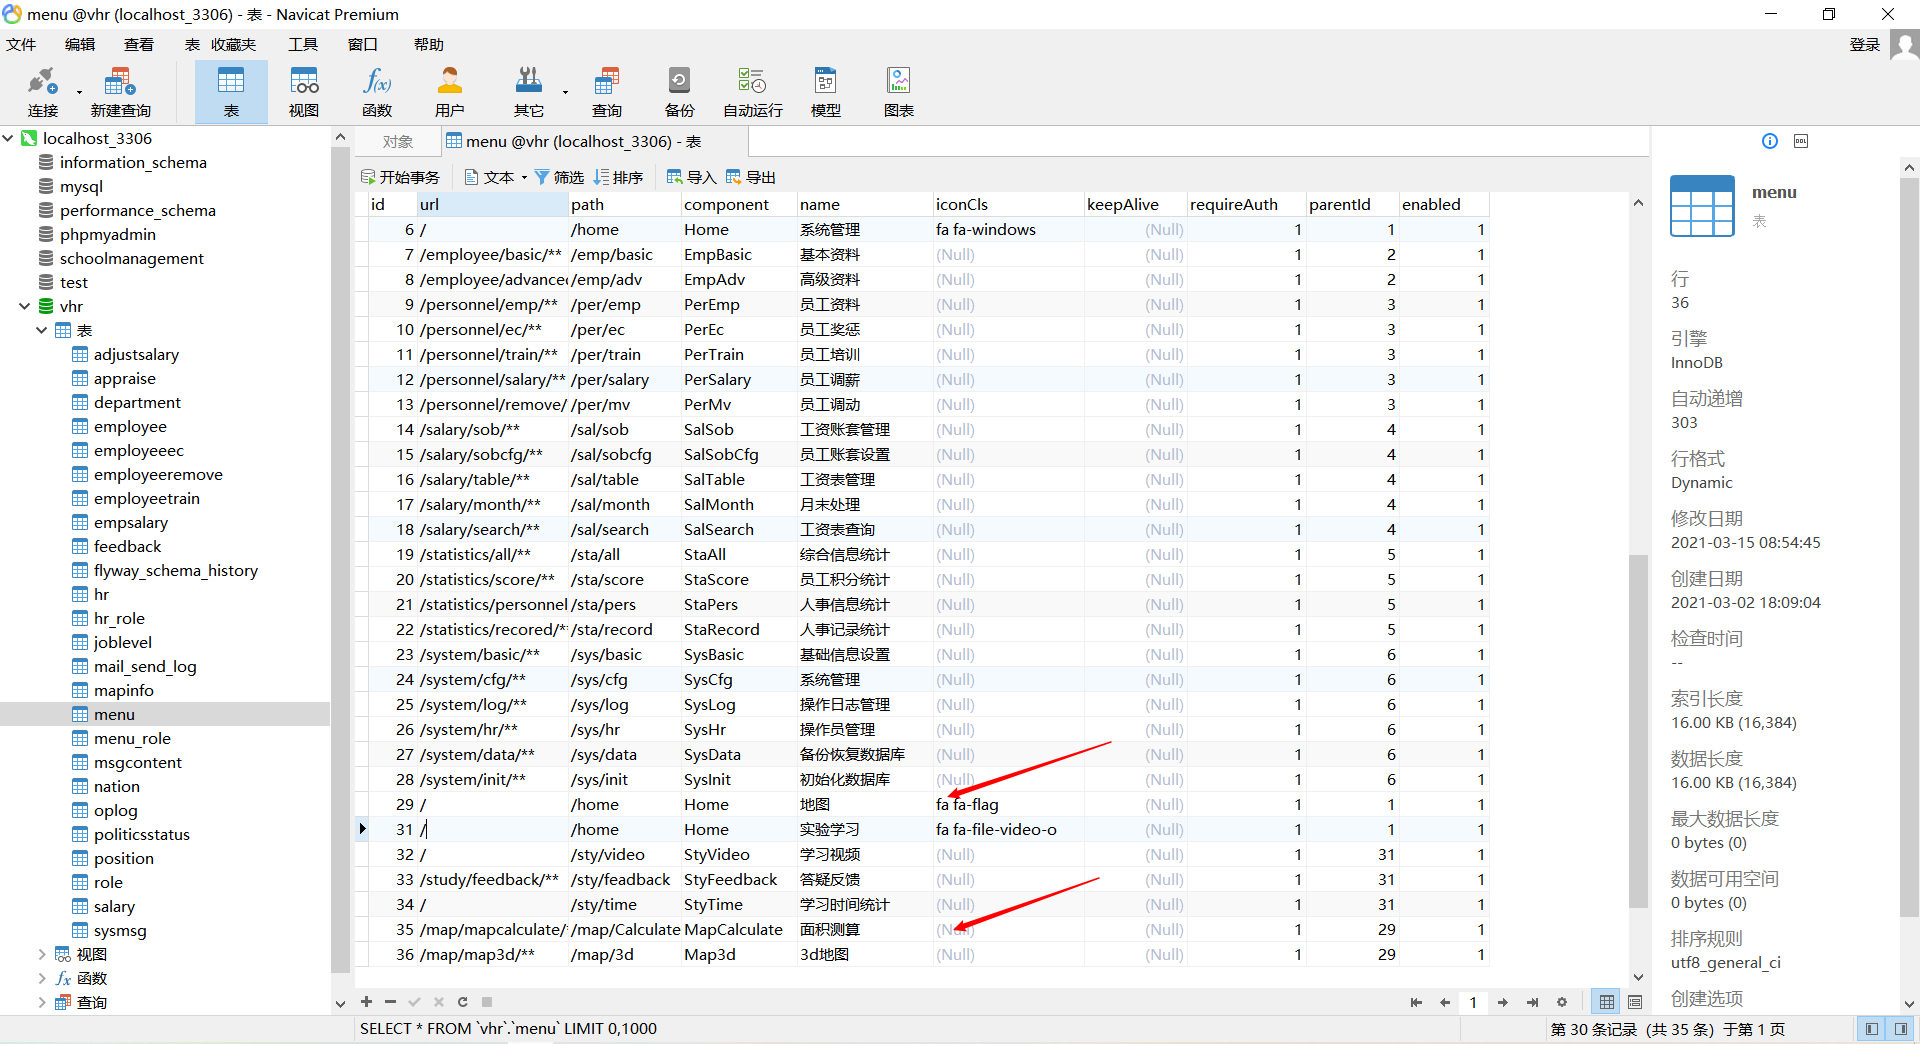 menu @vhr (localhost_3306) - 表 - Navicat Premium
文件 编辑 查看 表 收藏夹 工具 窗口 帮助 登录
连接 新建查询 表 视图 函数 用户 其它 查询 备份 自动运行 模型 图表
localhost_3306
information_schema
mysql
performance_schema
phpmyadmin
schoolmanagement
test
vhr
表
adjustsalary
appraise
department
employee
employeeec
employeeremove
employeetrain
empsalary
feedback
flyway_schema_history
hr
hr_role
joblevel
mail_send_log
mapinfo
menu
menu_role
msgcontent
nation
oplog
politicsstatus
position
role
salary
sysmsg
视图
函数
查询
对象 menu @vhr (localhost_3306) - 表
开始事务 文本 筛选 排序 导入 导出
id url path component name iconCls keepAlive requireAuth parentId enabled
6 / /home Home 系统管理 fa fa-windows (Null) 1 1 1
7 /employee/basic/** /emp/basic EmpBasic 基本资料 (Null) (Null) 1 2 1
8 /employee/advanced /emp/adv EmpAdv 高级资料 (Null) (Null) 1 2 1
9 /personnel/emp/** /per/emp PerEmp 员工资料 (Null) (Null) 1 3 1
10 /personnel/ec/** /per/ec PerEc 员工奖惩 (Null) (Null) 1 3 1
11 /personnel/train/** /per/train PerTrain 员工培训 (Null) (Null) 1 3 1
12 /personnel/salary/** /per/salary PerSalary 员工调薪 (Null) (Null) 1 3 1
13 /personnel/remove/ /per/mv PerMv 员工调动 (Null) (Null) 1 3 1
14 /salary/sob/** /sal/sob SalSob 工资账套管理 (Null) (Null) 1 4 1
15 /salary/sobcfg/** /sal/sobcfg SalSobCfg 员工账套设置 (Null) (Null) 1 4 1
16 /salary/table/** /sal/table SalTable 工资表管理 (Null) (Null) 1 4 1
17 /salary/month/** /sal/month SalMonth 月末处理 (Null) (Null) 1 4 1
18 /salary/search/** /sal/search SalSearch 工资表查询 (Null) (Null) 1 4 1
19 /statistics/all/** /sta/all StaAll 综合信息统计 (Null) (Null) 1 5 1
20 /statistics/score/** /sta/score StaScore 员工积分统计 (Null) (Null) 1 5 1
21 /statistics/personnel /sta/pers StaPers 人事信息统计 (Null) (Null) 1 5 1
22 /statistics/recored/* /sta/record StaRecord 人事记录统计 (Null) (Null) 1 5 1
23 /system/basic/** /sys/basic SysBasic 基础信息设置 (Null) (Null) 1 6 1
24 /system/cfg/** /sys/cfg SysCfg 系统管理 (Null) (Null) 1 6 1
25 /system/log/** /sys/log SysLog 操作日志管理 (Null) (Null) 1 6 1
26 /system/hr/** /sys/hr SysHr 操作员管理 (Null) (Null) 1 6 1
27 /system/data/** /sys/data SysData 备份恢复数据库 (Null) (Null) 1 6 1
28 /system/init/** /sys/init SysInit 初始化数据库 (Null) (Null) 1 6 1
29 / /home Home 地图 fa fa-flag (Null) 1 1 1
31 / /home Home 实验学习 fa fa-file-video-o (Null) 1 1 1
32 / /sty/video StyVideo 学习视频 (Null) (Null) 1 31 1
33 /study/feedback/** /sty/feadback StyFeedback 答疑反馈 (Null) (Null) 1 31 1
34 / /sty/time StyTime 学习时间统计 (Null) (Null) 1 31 1
35 /map/mapcalculate/* /map/Calculate MapCalculate 面积测算 (Null) (Null) 1 29 1
36 /map/map3d/** /map/3d Map3d 3d地图 (Null) (Null) 1 29 1
1
SELECT * FROM `vhr`.`menu` LIMIT 0,1000
第 30 条记录 (共 35 条) 于第 1 页
menu
表
行
36
引擎
InnoDB
自动递增
303
行格式
Dynamic
修改日期
2021-03-15 08:54:45
创建日期
2021-03-02 18:09:04
检查时间
--
索引长度
16.00 KB (16,384)
数据长度
16.00 KB (16,384)
最大数据长度
0 bytes (0)
数据可用空间
0 bytes (0)
排序规则
utf8_general_ci
创建选项